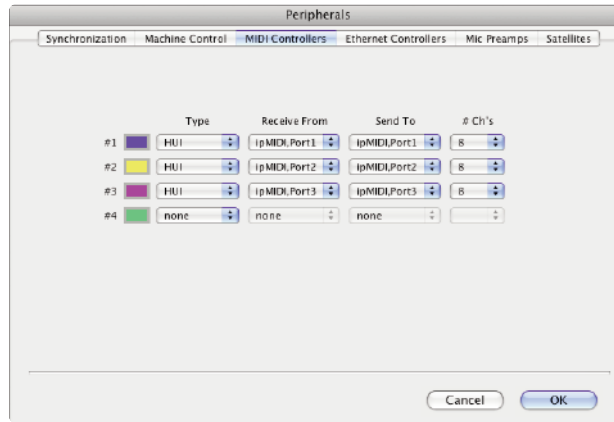 Peripherals
Synchronization Machine Control MIDI Controllers Ethernet Controllers Mic Preamps Satellites
Type Receive From Send To # Ch's
#1 HUI ipMIDI,Port1 ipMIDI,Port1 8
#2 HUI ipMIDI,Port2 ipMIDI,Port2 8
#3 HUI ipMIDI,Port3 ipMIDI,Port3 8
#4 none none none
Cancel OK